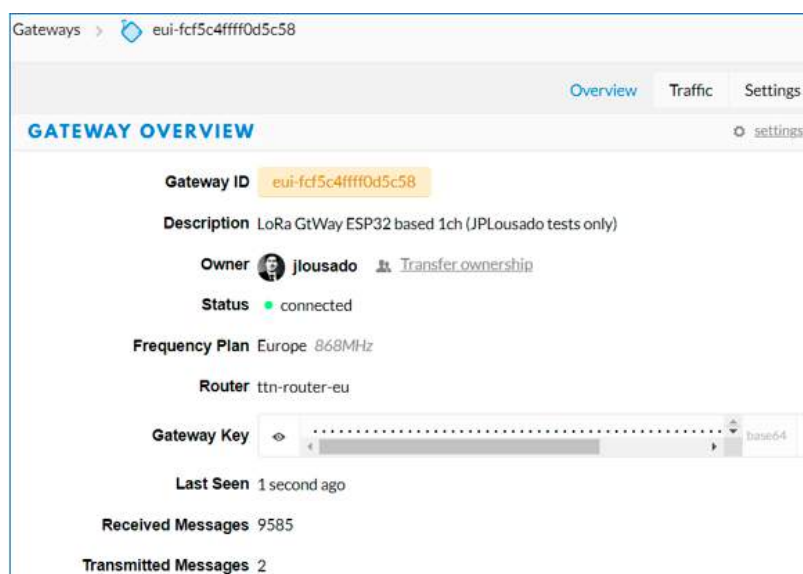 Gateways > eui-fcf5c4ffff0d5c58
Overview Traffic Settings
GATEWAY OVERVIEW settings
Gateway ID eui-fcf5c4ffff0d5c58
Description LoRa GtWay ESP32 based 1ch (JPLousado tests only)
Owner jlousado Transfer ownership
Status connected
Frequency Plan Europe 868MHz
Router ttn-router-eu
Gateway Key base64
Last Seen 1 second ago
Received Messages 9585
Transmitted Messages 2